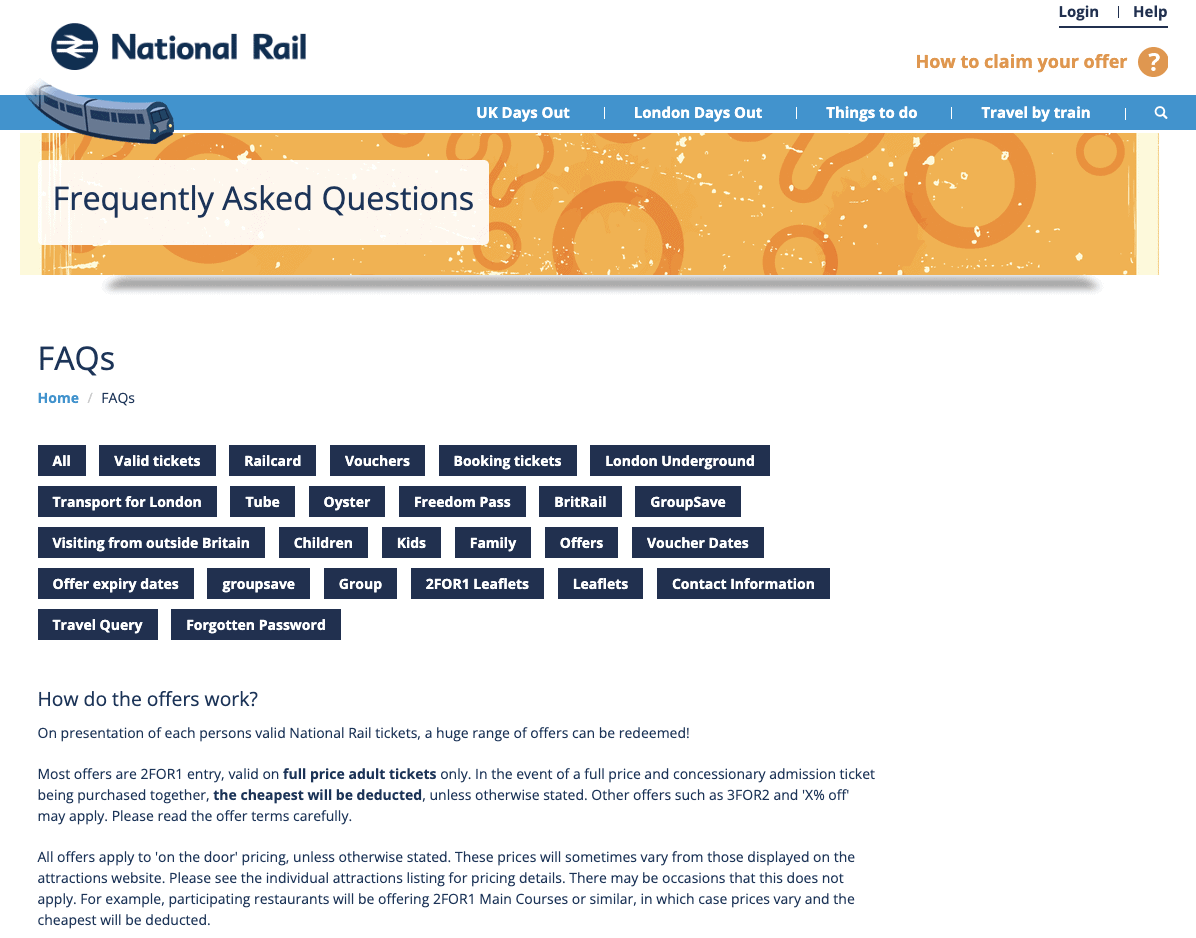 Login | Help
National Rail
How to claim your offer ?
UK Days Out | London Days Out | Things to do | Travel by train |
Frequently Asked Questions
FAQs
Home / FAQs
All Valid tickets Railcard Vouchers Booking tickets London Underground
Transport for London Tube Oyster Freedom Pass BritRail GroupSave
Visiting from outside Britain Children Kids Family Offers Voucher Dates
Offer expiry dates groupsave Group 2FOR1 Leaflets Leaflets Contact Information
Travel Query Forgotten Password
How do the offers work?
On presentation of each persons valid National Rail tickets, a huge range of offers can be redeemed!
Most offers are 2FOR1 entry, valid on full price adult tickets only. In the event of a full price and concessionary admission ticket
being purchased together, the cheapest will be deducted, unless otherwise stated. Other offers such as 3FOR2 and 'X% off'
may apply. Please read the offer terms carefully.
All offers apply to 'on the door' pricing, unless otherwise stated. These prices will sometimes vary from those displayed on the
attractions website. Please see the individual attractions listing for pricing details. There may be occasions that this does not
apply. For example, participating restaurants will be offering 2FOR1 Main Courses or similar, in which case prices vary and the
cheapest will be deducted.